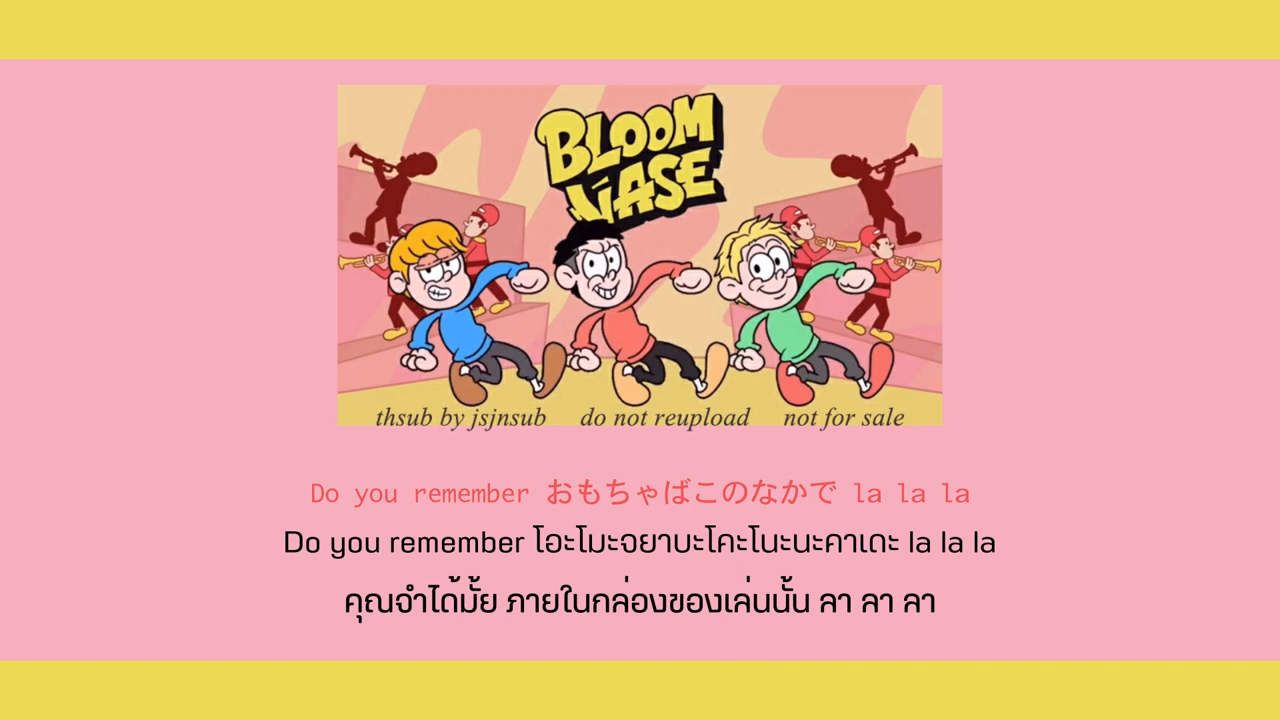 BLOOM
VASE
thsub by jsjnsub do not reupload not for sale
Do you remember おもちゃばこのなかで la la la
Do you remember โอะโมะจยาบะโคะโนะนะคาเดะ la la la
คุณจำได้มั้ย ภายในกล่องของเล่นนั้น ลา ลา ลา